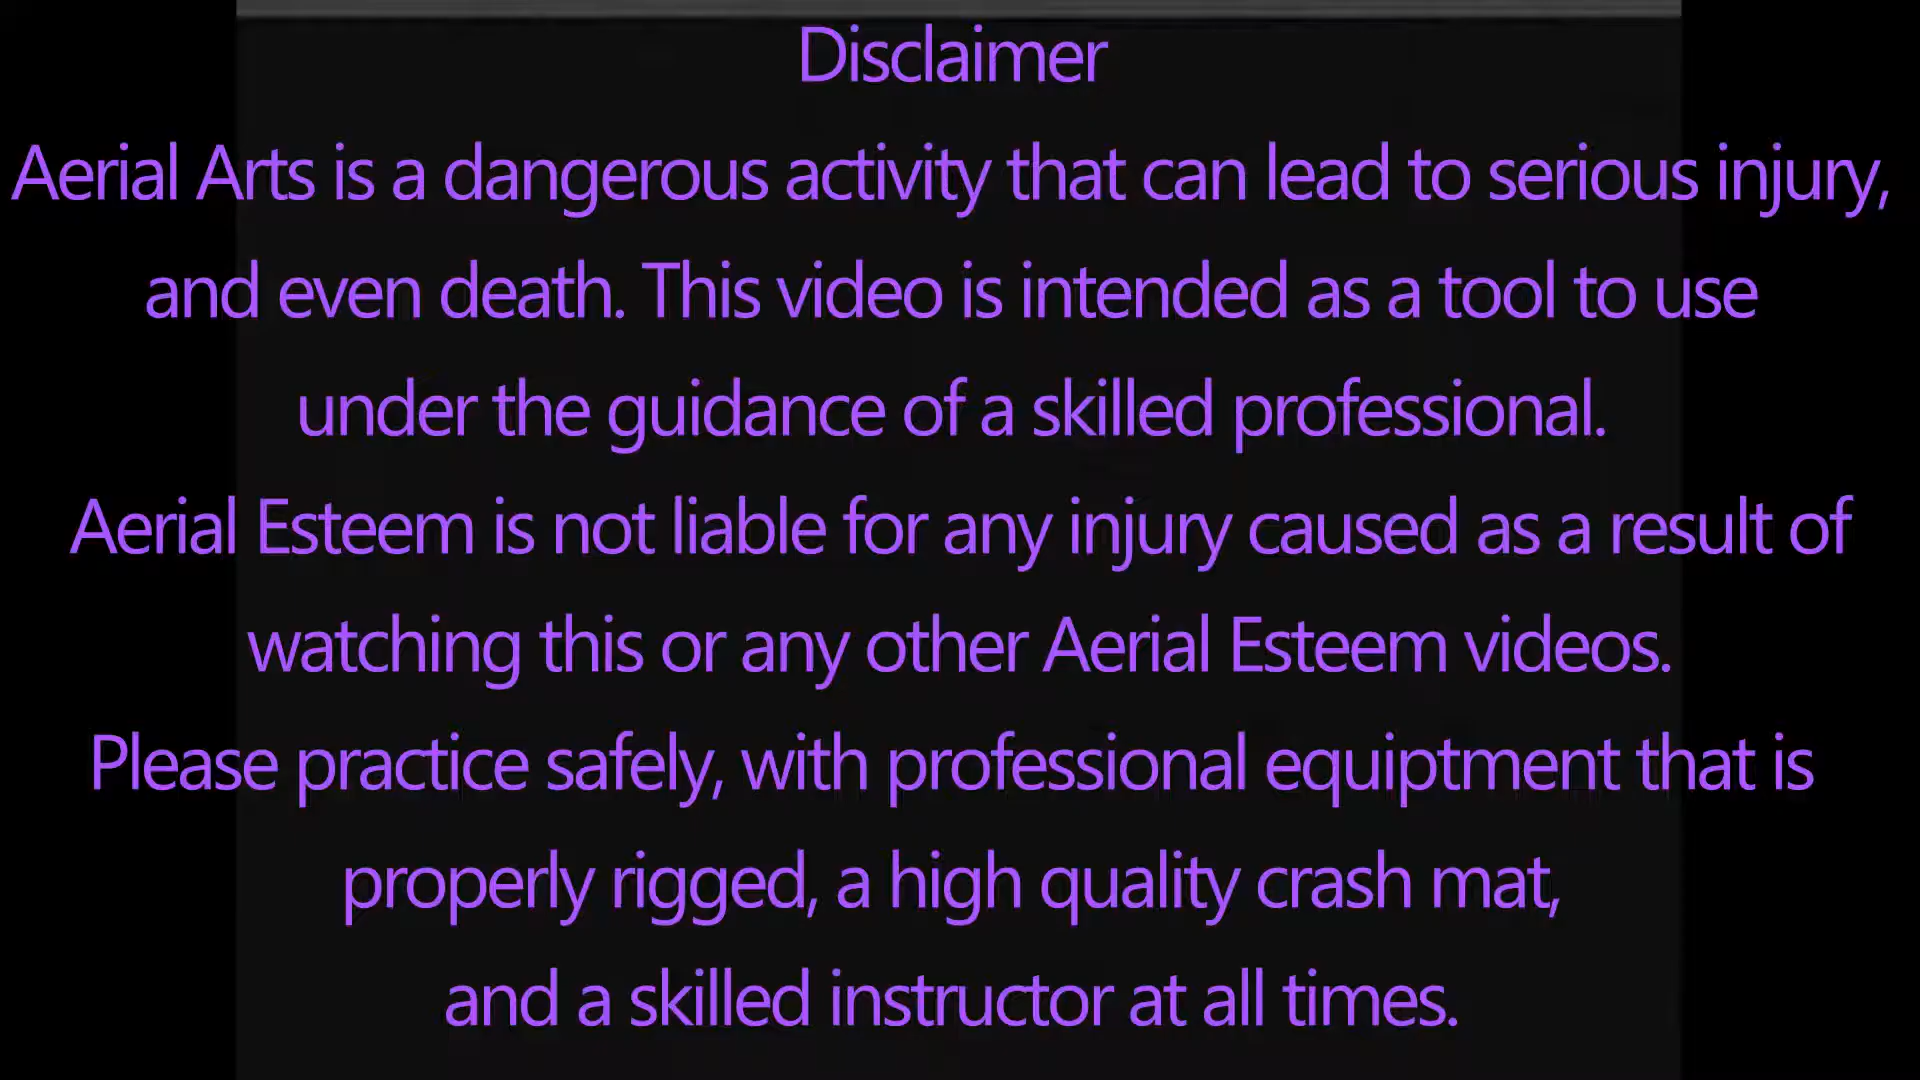 Disclaimer
Aerial Arts is a dangerous activity that can lead to serious injury,
and even death. This video is intended as a tool to use
under the guidance of a skilled professional.
Aerial Esteem is not liable for any injury caused as a result of
watching this or any other Aerial Esteem videos.
Please practice safely, with professional equiptment that is
properly rigged, a high quality crash mat,
and a skilled instructor at all times.